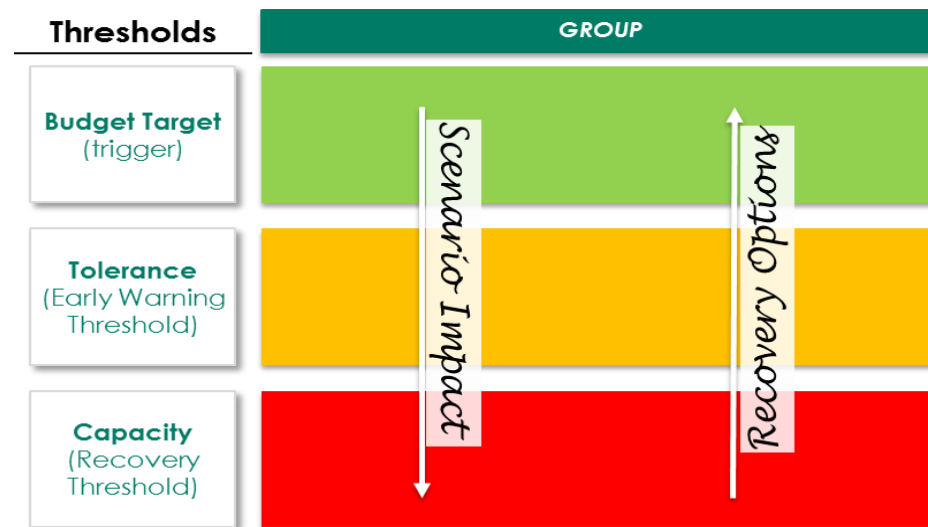 Thresholds
GROUP
Budget Target
(trigger)
Tolerance
(Early Warning
Threshold)
Capacity
(Recovery
Threshold)
Scenario Impact
Recovery Options